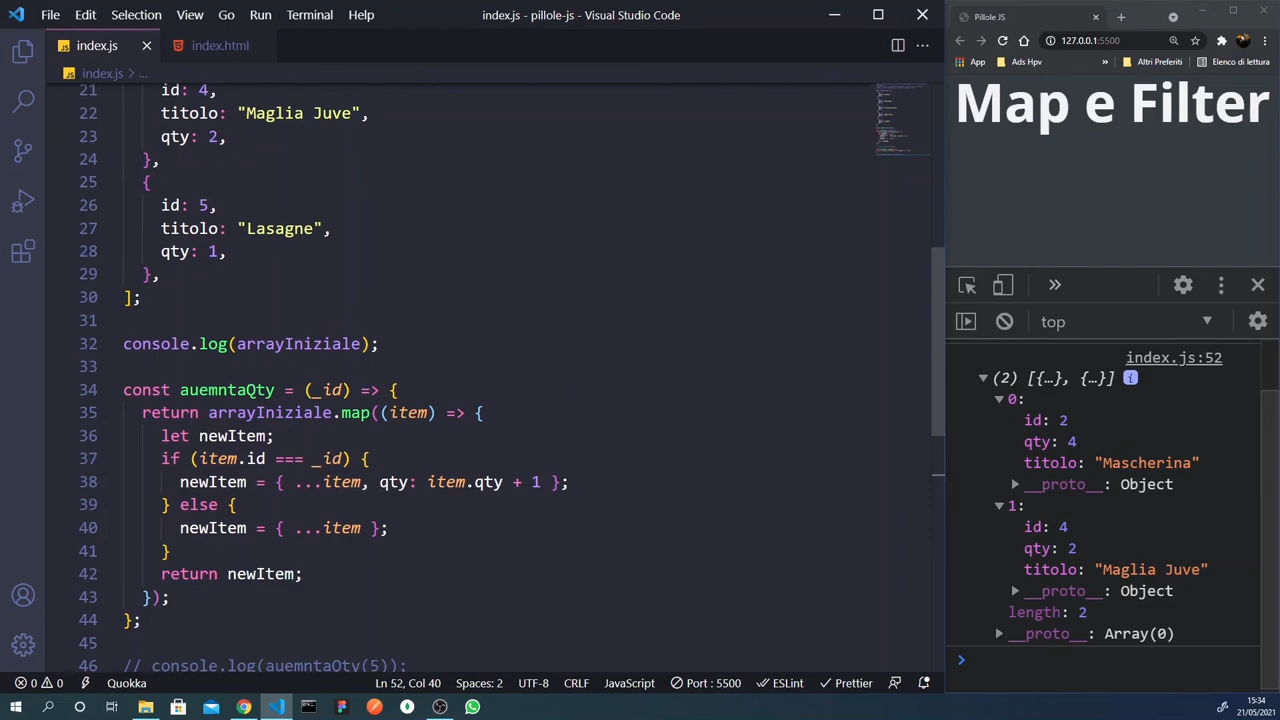 File Edit Selection View Go Run Terminal Help
index.js - pillole-js - Visual Studio Code
JS index.js
index.html
JS index.js > ...
21 id: 4,
22 titolo: "Maglia Juve",
23 qty: 2,
24 },
25 {
26 id: 5,
27 titolo: "Lasagne",
28 qty: 1,
29 },
30 ];
31
32 console.log(arrayIniziale);
33
34 const auemntaQty = (_id) => {
35 return arrayIniziale.map((item) => {
36 let newItem;
37 if (item.id === _id) {
38 newItem = { ...item, qty: item.qty + 1 };
39 } else {
40 newItem = { ...item };
41 }
42 return newItem;
43 });
44 };
45
46 // console.log(auemntaQty(5));
0 0 Quokka
Ln 52, Col 40 Spaces: 2 UTF-8 CRLF JavaScript Port : 5500 ESLint Prettier
Pillole JS
127.0.0.1:5500
App Ads Hpv » Altri Preferiti Elenco di lettura
Map e Filter
»
top
index.js:52
(2) [{…}, {…}] i
0:
id: 2
qty: 4
titolo: "Mascherina"
__proto__: Object
1:
id: 4
qty: 2
titolo: "Maglia Juve"
__proto__: Object
length: 2
__proto__: Array(0)
15:34
21/05/2021